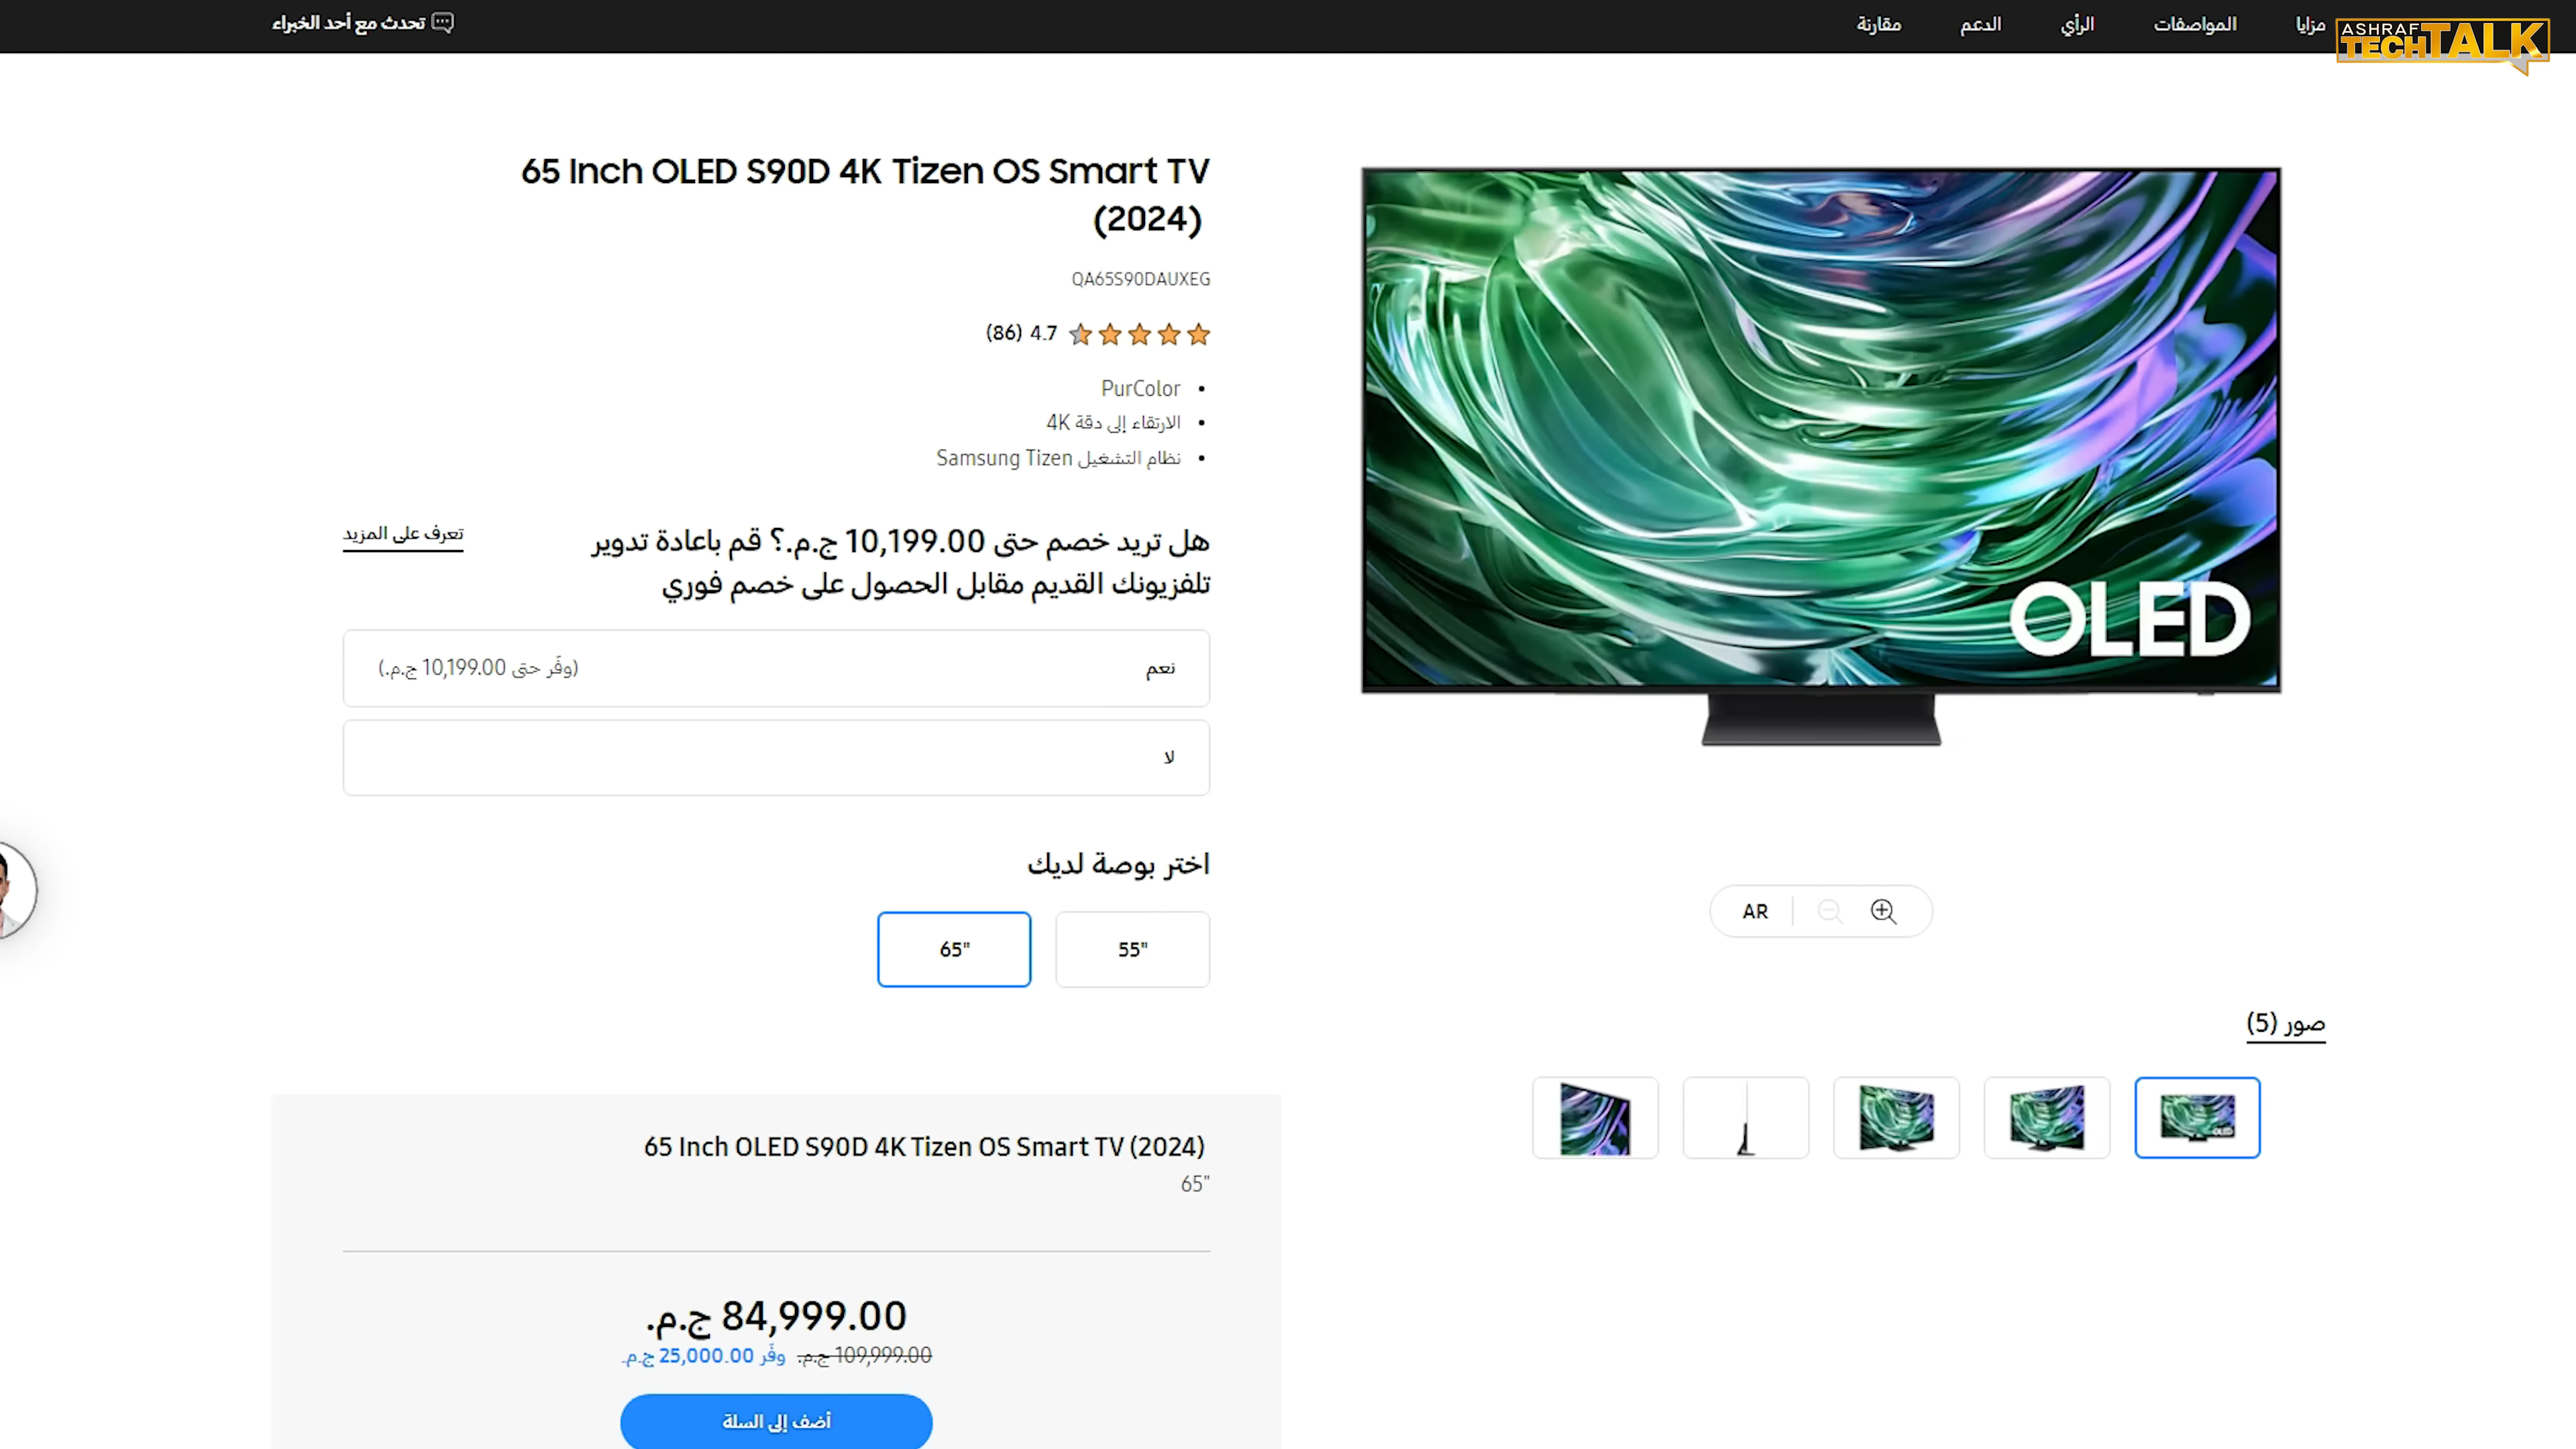 مزايا
المواصفات
الرأي
الدعم
مقارنة
تحدث مع أحد الخبراء
ASHRAF
TECHTALK
65 Inch OLED S90D 4K Tizen OS Smart TV
(2024)
QA65S90DAUXEG
4.7 (86)
PurColor
الارتقاء إلى دقة 4K
نظام التشغيل Samsung Tizen
هل تريد خصم حتى 10,199.00 ج.م.؟ قم باعادة تدوير
تلفزيونك القديم مقابل الحصول على خصم فوري
تعرف على المزيد
نعم (وفّر حتى 10,199.00 ج.م.)
لا
اختر بوصة لديك
55"
65"
OLED
AR
صور (5)
OLED
65 Inch OLED S90D 4K Tizen OS Smart TV (2024)
65"
84,999.00 ج.م.
109,999.00 ج.م. وفّر 25,000.00 ج.م.
أضف إلى السلة